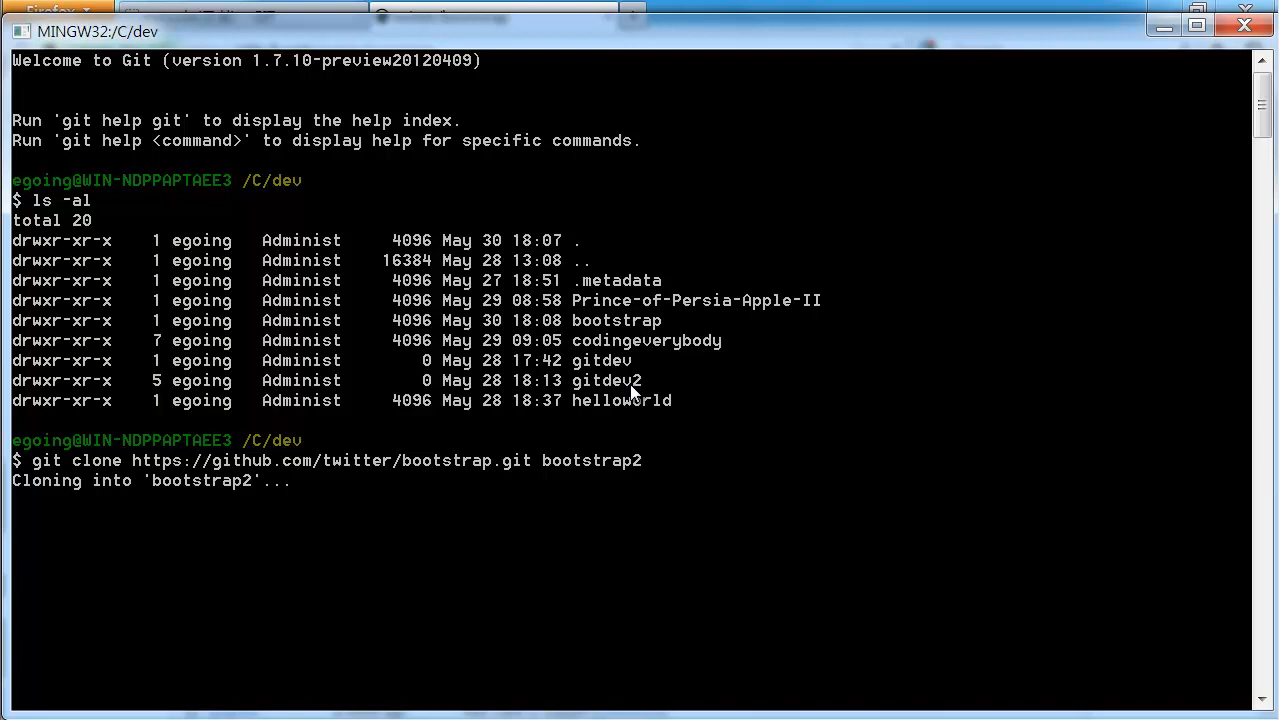 Firefox
MINGW32:/C/dev
Welcome to Git (version 1.7.10-preview20120409)
Run 'git help git' to display the help index.
Run 'git help <command>' to display help for specific commands.
egoing@WIN-NDPPAPTAEE3 /C/dev
$ ls -al
total 20
drwxr-xr-x 1 egoing Administ 4096 May 30 18:07 .
drwxr-xr-x 1 egoing Administ 16384 May 28 13:08 ..
drwxr-xr-x 1 egoing Administ 4096 May 27 18:51 .metadata
drwxr-xr-x 1 egoing Administ 4096 May 29 08:58 Prince-of-Persia-Apple-II
drwxr-xr-x 1 egoing Administ 4096 May 30 18:08 bootstrap
drwxr-xr-x 7 egoing Administ 4096 May 29 09:05 codingeverybody
drwxr-xr-x 1 egoing Administ 0 May 28 17:42 gitdev
drwxr-xr-x 5 egoing Administ 0 May 28 18:13 gitdev2
drwxr-xr-x 1 egoing Administ 4096 May 28 18:37 helloworld
egoing@WIN-NDPPAPTAEE3 /C/dev
$ git clone https://github.com/twitter/bootstrap.git bootstrap2
Cloning into 'bootstrap2'...